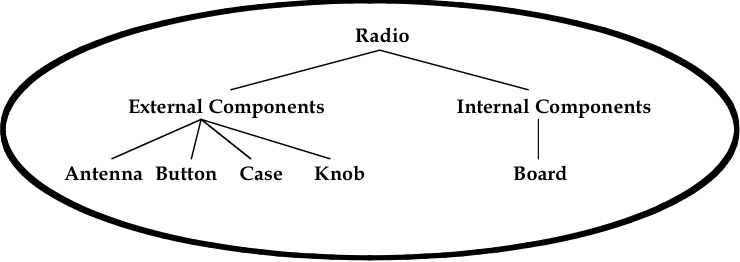 Radio
External Components Internal Components
Antenna Button Case Knob Board